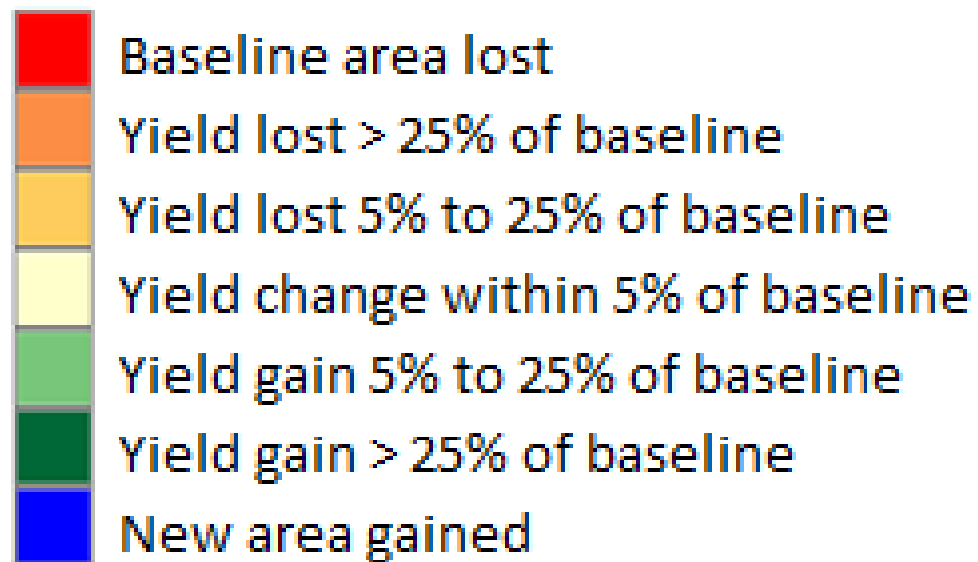 Baseline area lost
Yield lost > 25% of baseline
Yield lost 5% to 25% of baseline
Yield change within 5% of baseline
Yield gain 5% to 25% of baseline
Yield gain > 25% of baseline
New area gained